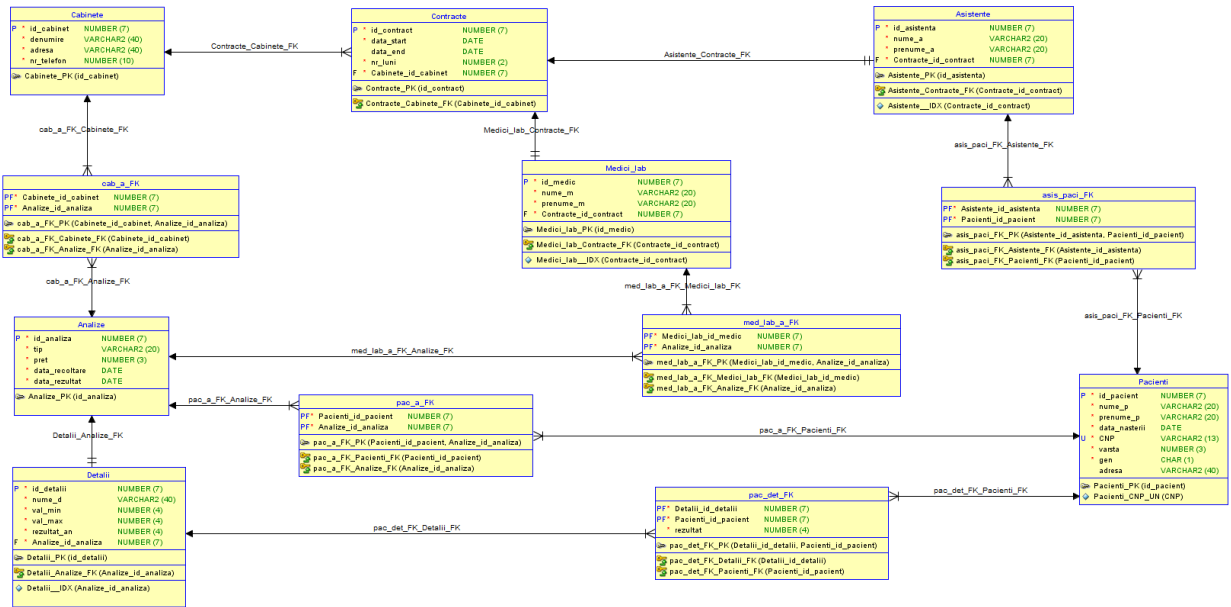 Cabinete
P * id_cabinet NUMBER (7)
* denumire VARCHAR2 (40)
* adresa VARCHAR2 (40)
* nr_telefon NUMBER (10)
Cabinete_PK (id_cabinet)
Contracte_Cabinete_FK
Contracte
P * id_contract NUMBER (7)
* data_start DATE
data_end DATE
* nr_luni NUMBER (2)
F * Cabinete_id_cabinet NUMBER (7)
Contracte_PK (id_contract)
Contracte_Cabinete_FK (Cabinete_id_cabinet)
Asistente_Contracte_FK
Asistente
P * id_asistenta NUMBER (7)
* nume_a VARCHAR2 (20)
* prenume_a VARCHAR2 (20)
F * Contracte_id_contract NUMBER (7)
Asistente_PK (id_asistenta)
Asistente_Contracte_FK (Contracte_id_contract)
Asistente__IDX (Contracte_id_contract)
cab_a_FK_Cabinete_FK
Medici_lab_Contracte_FK
asis_paci_FK_Asistente_FK
cab_a_FK
PF* Cabinete_id_cabinet NUMBER (7)
PF* Analize_id_analiza NUMBER (7)
cab_a_FK_PK (Cabinete_id_cabinet, Analize_id_analiza)
cab_a_FK_Cabinete_FK (Cabinete_id_cabinet)
cab_a_FK_Analize_FK (Analize_id_analiza)
Medici_lab
P * id_medic NUMBER (7)
* nume_m VARCHAR2 (20)
* prenume_m VARCHAR2 (20)
F * Contracte_id_contract NUMBER (7)
Medici_lab_PK (id_medic)
Medici_lab_Contracte_FK (Contracte_id_contract)
Medici_lab__IDX (Contracte_id_contract)
asis_paci_FK
PF* Asistente_id_asistenta NUMBER (7)
PF* Pacienti_id_pacient NUMBER (7)
asis_paci_FK_PK (Asistente_id_asistenta, Pacienti_id_pacient)
asis_paci_FK_Asistente_FK (Asistente_id_asistenta)
asis_paci_FK_Pacienti_FK (Pacienti_id_pacient)
cab_a_FK_Analize_FK
med_lab_a_FK_Medici_lab_FK
asis_paci_FK_Pacienti_FK
Analize
P * id_analiza NUMBER (7)
* tip VARCHAR2 (20)
* pret NUMBER (3)
* data_recoltare DATE
* data_rezultat DATE
Analize_PK (id_analiza)
med_lab_a_FK_Analize_FK
med_lab_a_FK
PF* Medici_lab_id_medic NUMBER (7)
PF* Analize_id_analiza NUMBER (7)
med_lab_a_FK_PK (Medici_lab_id_medic, Analize_id_analiza)
med_lab_a_FK_Medici_lab_FK (Medici_lab_id_medic)
med_lab_a_FK_Analize_FK (Analize_id_analiza)
Pacienti
P * id_pacient NUMBER (7)
* nume_p VARCHAR2 (20)
* prenume_p VARCHAR2 (20)
* data_nasterii DATE
U * CNP VARCHAR2 (13)
* varsta NUMBER (3)
* gen CHAR (1)
adresa VARCHAR2 (40)
Pacienti_PK (id_pacient)
Pacienti_CNP_UN (CNP)
pac_a_FK_Analize_FK
pac_a_FK
PF* Pacienti_id_pacient NUMBER (7)
PF* Analize_id_analiza NUMBER (7)
pac_a_FK_PK (Pacienti_id_pacient, Analize_id_analiza)
pac_a_FK_Pacienti_FK (Pacienti_id_pacient)
pac_a_FK_Analize_FK (Analize_id_analiza)
pac_a_FK_Pacienti_FK
Detalii_Analize_FK
Detalii
P * id_detalii NUMBER (7)
* nume_d VARCHAR2 (40)
* val_min NUMBER (4)
* val_max NUMBER (4)
* rezultat_an NUMBER (4)
F * Analize_id_analiza NUMBER (7)
Detalii_PK (id_detalii)
Detalii_Analize_FK (Analize_id_analiza)
Detalii__IDX (Analize_id_analiza)
pac_det_FK_Detalii_FK
pac_det_FK
PF* Detalii_id_detalii NUMBER (7)
PF* Pacienti_id_pacient NUMBER (7)
* rezultat NUMBER (4)
pac_det_FK_PK (Detalii_id_detalii, Pacienti_id_pacient)
pac_det_FK_Detalii_FK (Detalii_id_detalii)
pac_det_FK_Pacienti_FK (Pacienti_id_pacient)
pac_det_FK_Pacienti_FK